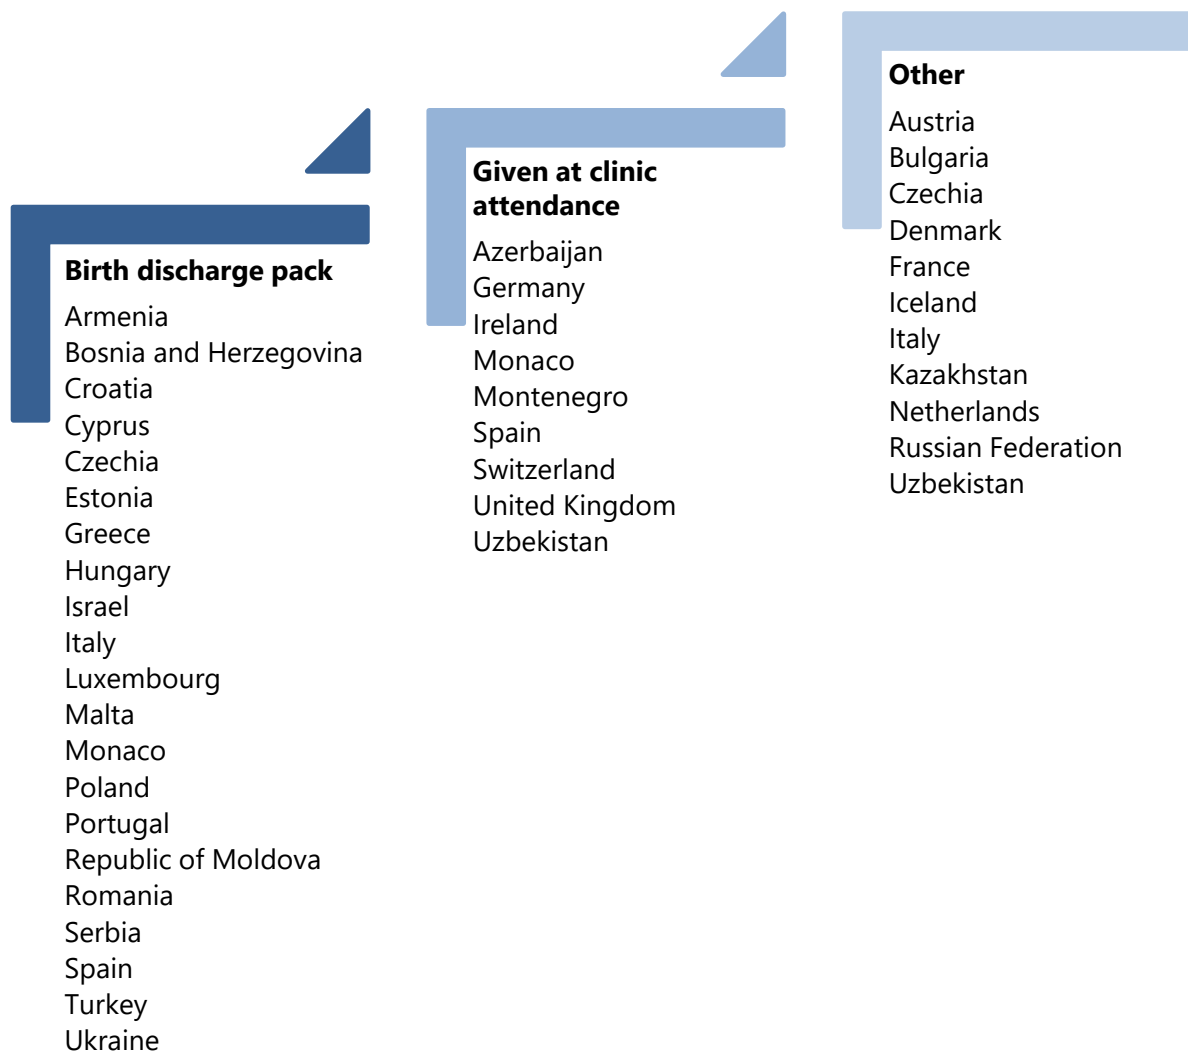 Birth discharge pack
Armenia
Bosnia and Herzegovina
Croatia
Cyprus
Czechia
Estonia
Greece
Hungary
Israel
Italy
Luxembourg
Malta
Monaco
Poland
Portugal
Republic of Moldova
Romania
Serbia
Spain
Turkey
Ukraine
Given at clinic
attendance
Azerbaijan
Germany
Ireland
Monaco
Montenegro
Spain
Switzerland
United Kingdom
Uzbekistan
Other
Austria
Bulgaria
Czechia
Denmark
France
Iceland
Italy
Kazakhstan
Netherlands
Russian Federation
Uzbekistan